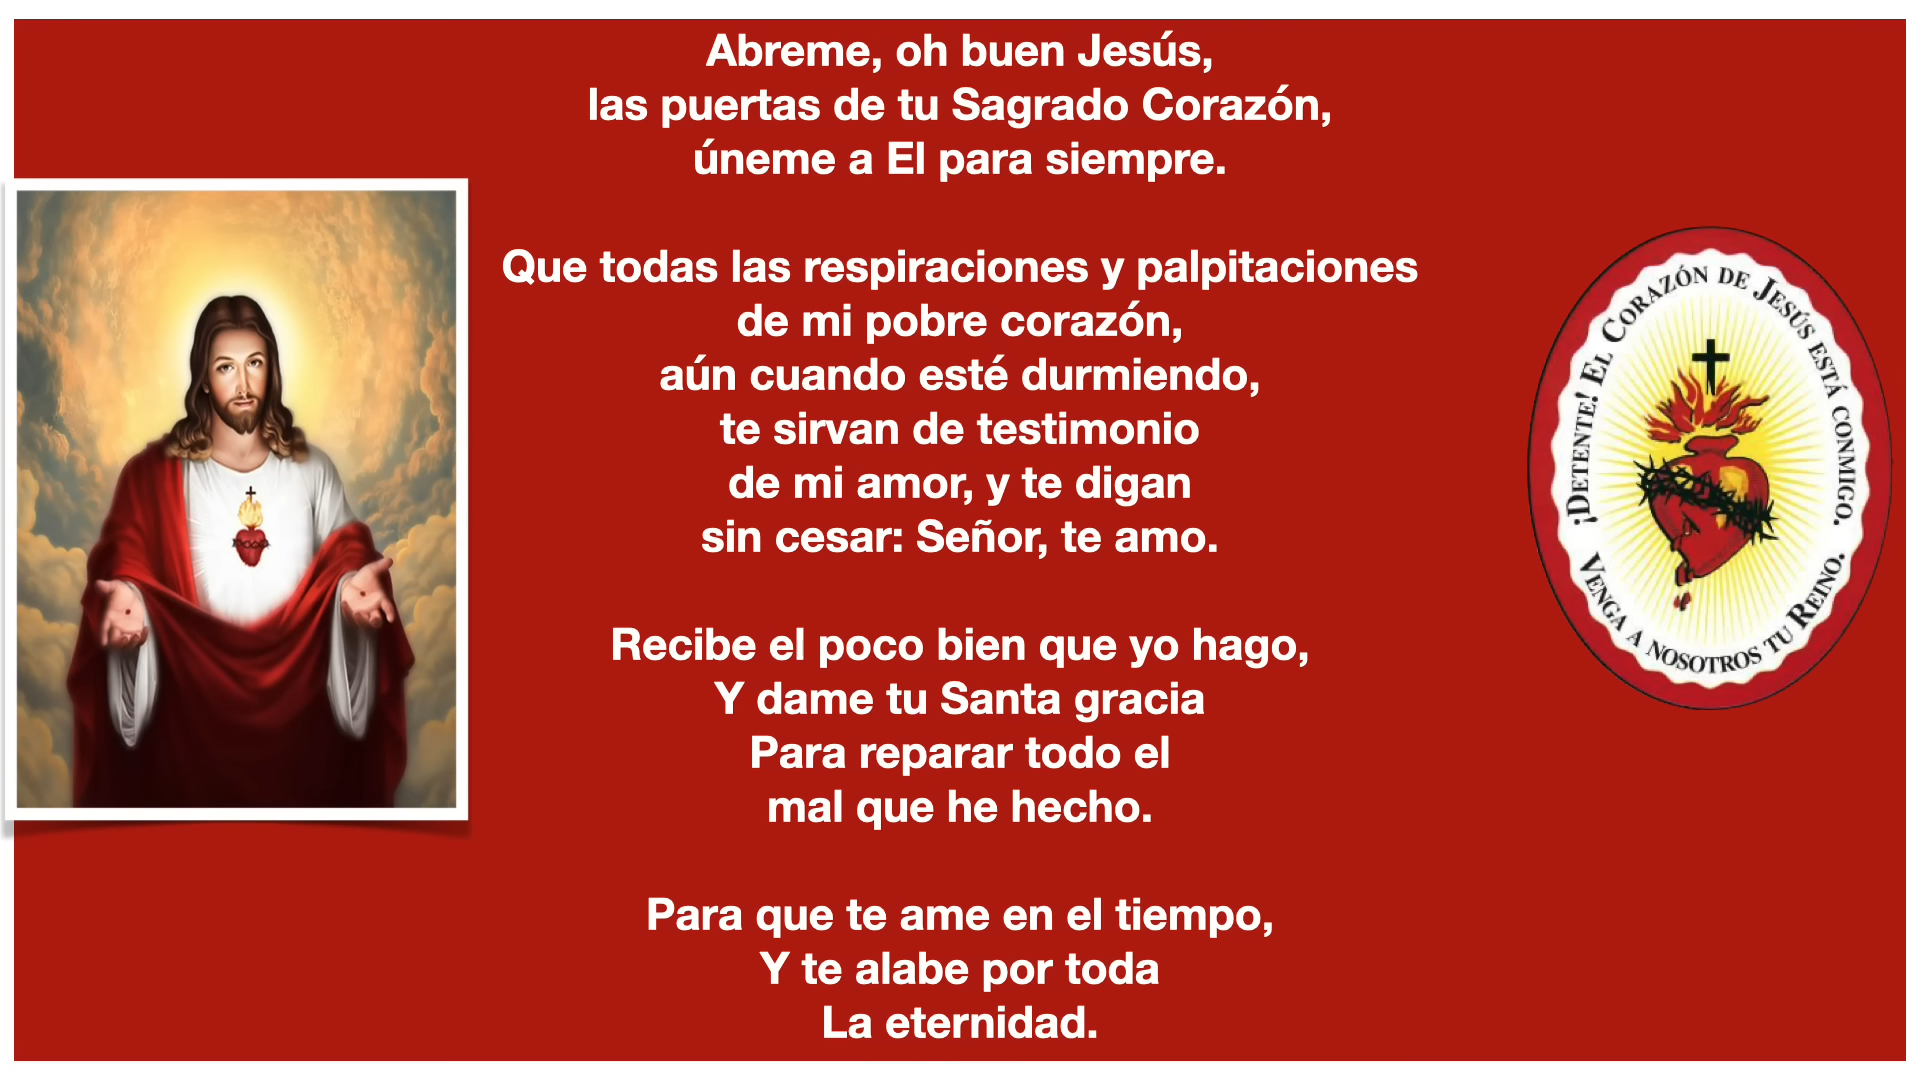 Abreme, oh buen Jesús,
las puertas de tu Sagrado Corazón,
úneme a El para siempre.
Que todas las respiraciones y palpitaciones
de mi pobre corazón,
aún cuando esté durmiendo,
te sirvan de testimonio
de mi amor, y te digan
sin cesar: Señor, te amo.
Recibe el poco bien que yo hago,
Y dame tu Santa gracia
Para reparar todo el
mal que he hecho.
Para que te ame en el tiempo,
Y te alabe por toda
La eternidad.
¡DETENTE! EL CORAZÓN DE JESÚS ESTÁ CONMIGO.
VENGA A NOSOTROS TU REINO.